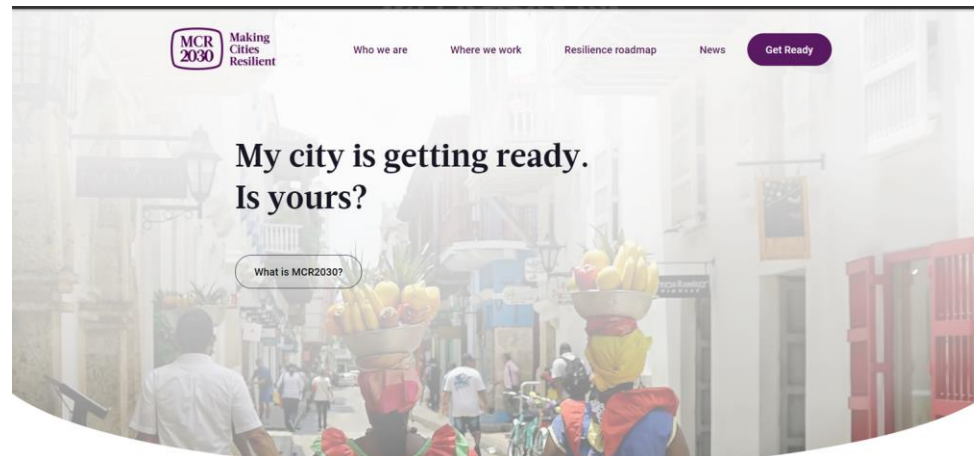 MCR
2030
Making
Cities
Resilient
Who we are
Where we work
Resilience roadmap
News
Get Ready
My city is getting ready.
Is yours?
What is MCR2030?